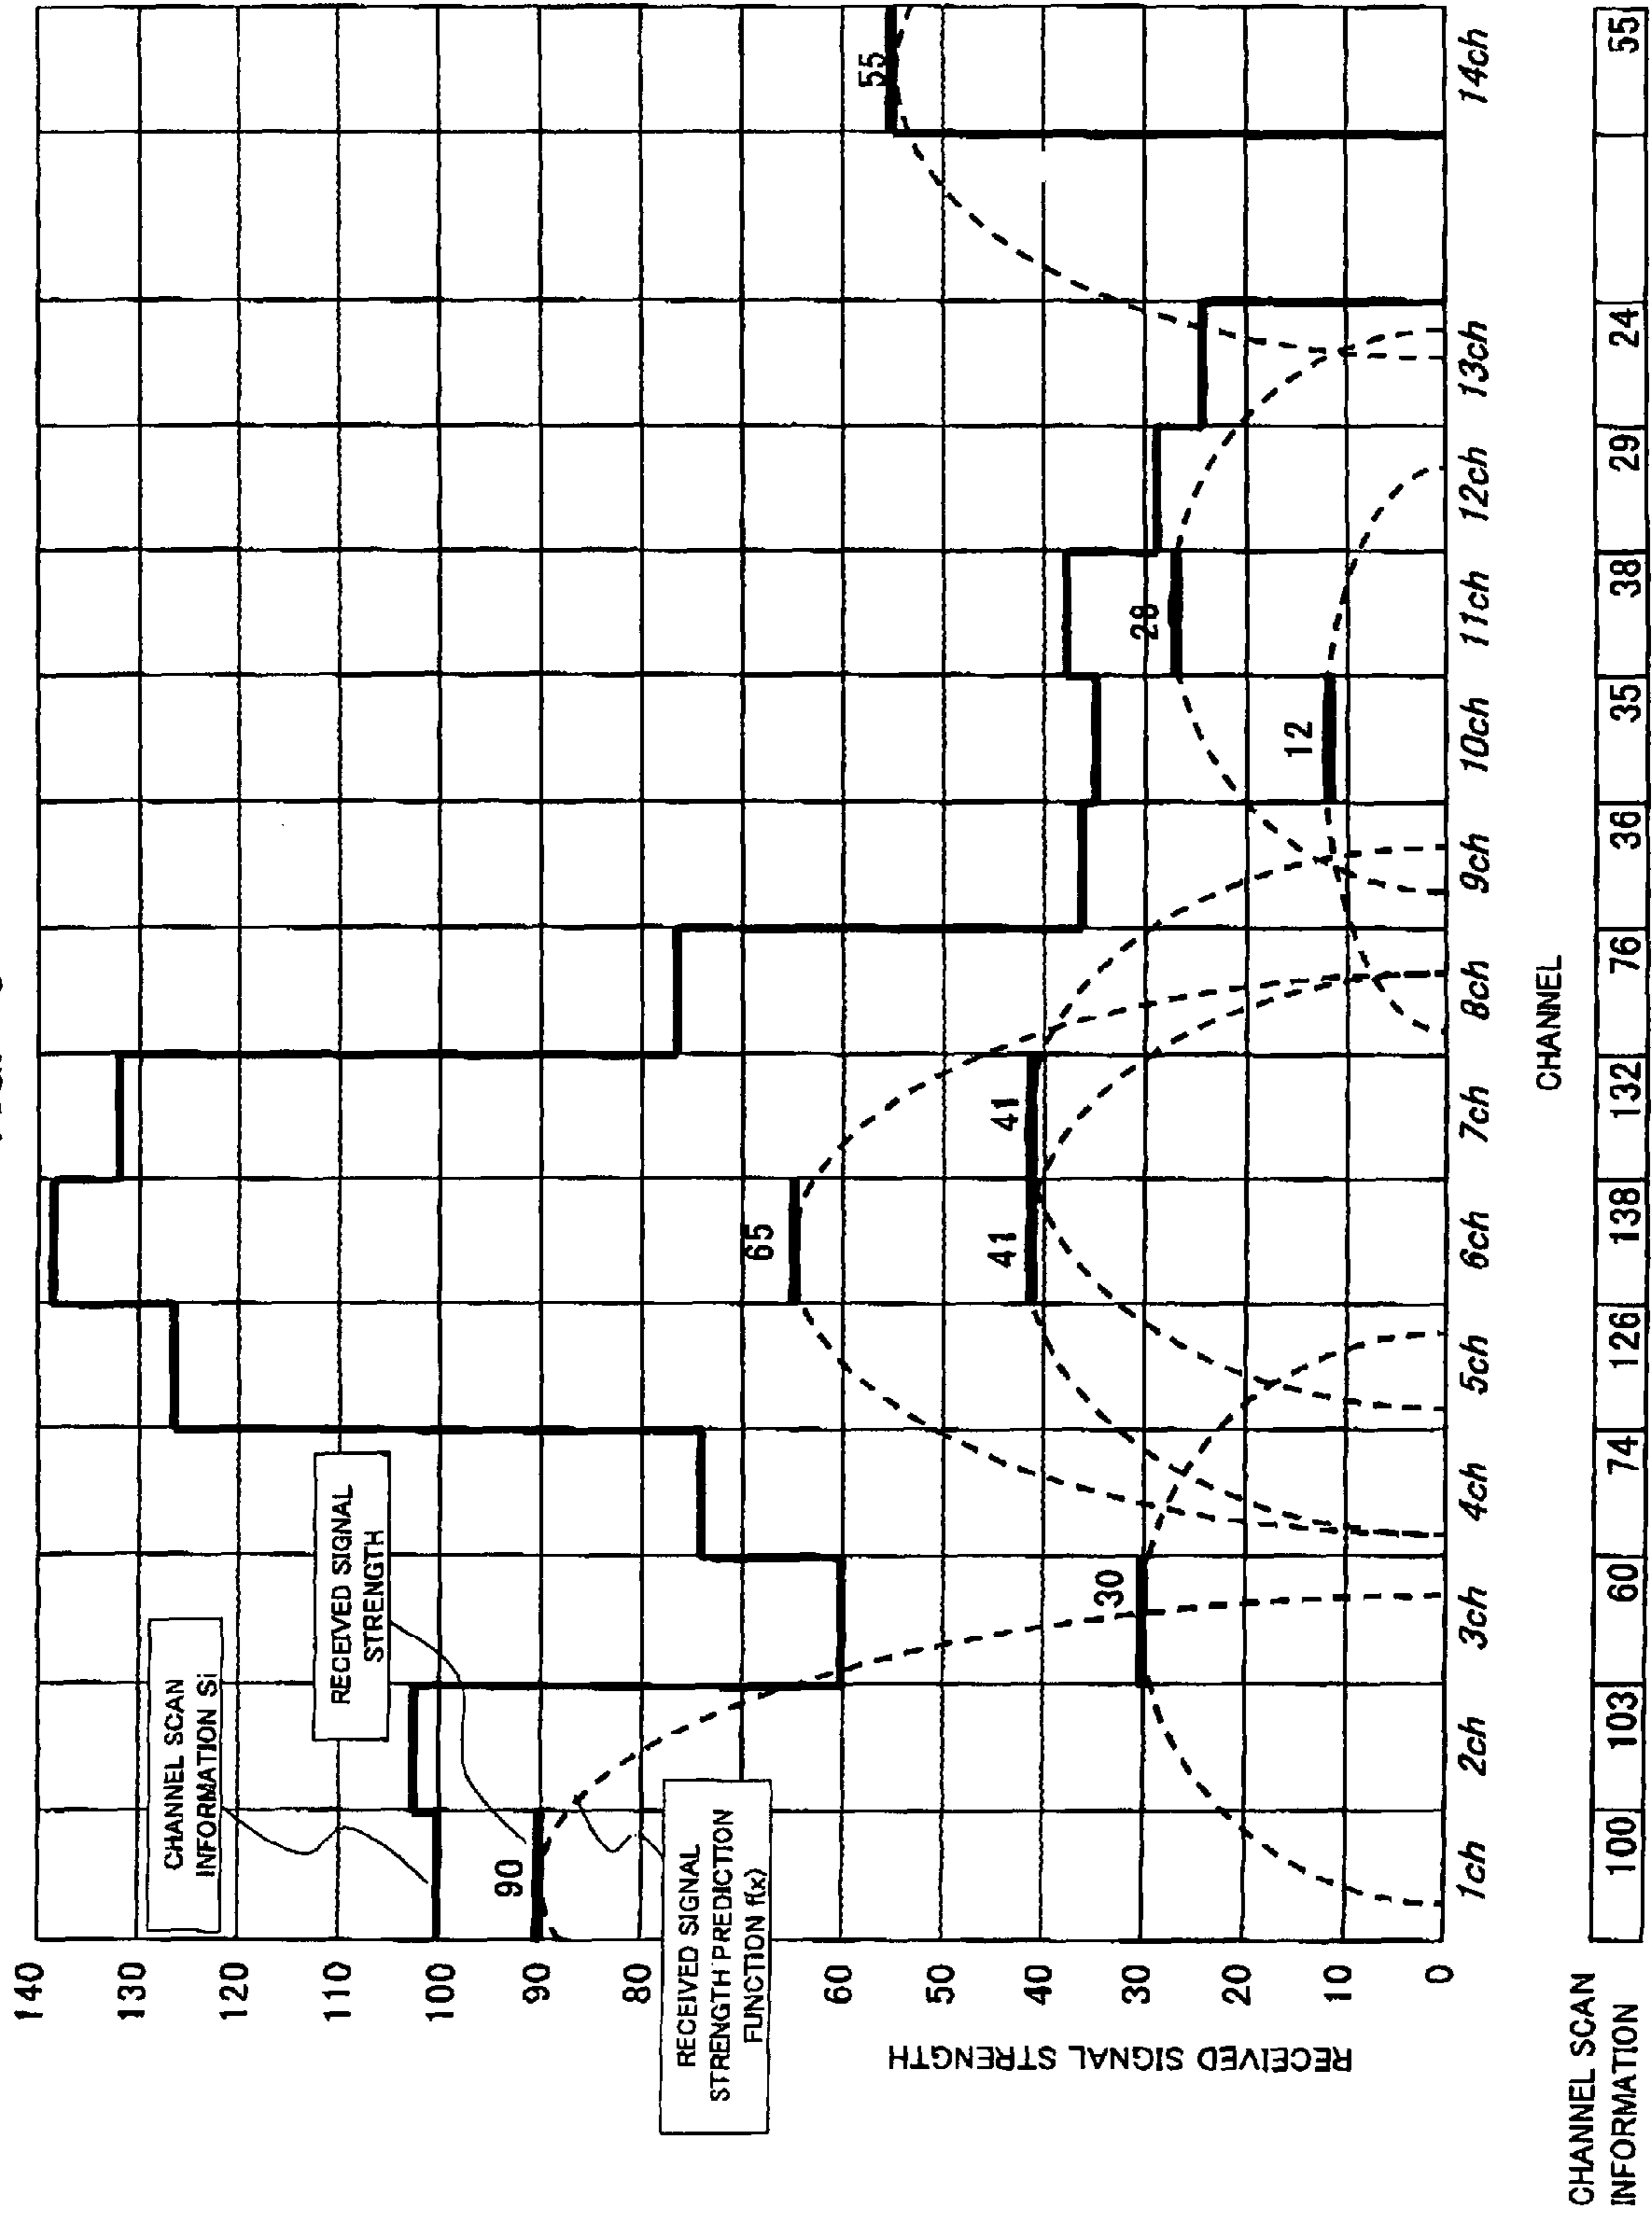 140
130
120
110
100
90
80
60
50
40
30
20
10
0
RECEIVED SIGNAL STRENGTH
CHANNEL SCAN
INFORMATION Si
RECEIVED SIGNAL
STRENGTH
RECEIVED SIGNAL
STRENGTH PREDICTION
FUNCTION f(x)
90
30
65
41
41
12
28
55
1ch 2ch 3ch 4ch 5ch 6ch 7ch 8ch 9ch 10ch 11ch 12ch 13ch 14ch
CHANNEL
CHANNEL SCAN
INFORMATION
100 103 60 74 126 138 132 76 36 35 38 29 24 55